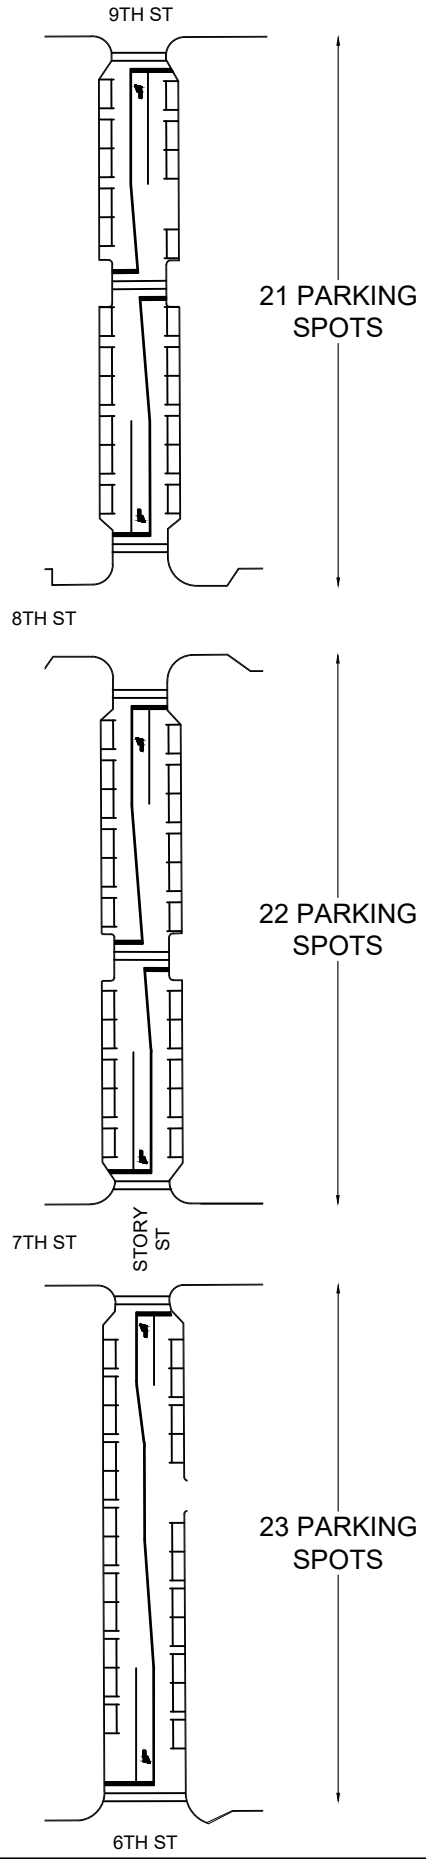 9TH ST
21 PARKING
SPOTS
8TH ST
22 PARKING
SPOTS
7TH ST
STORY
ST
23 PARKING
SPOTS
6TH ST